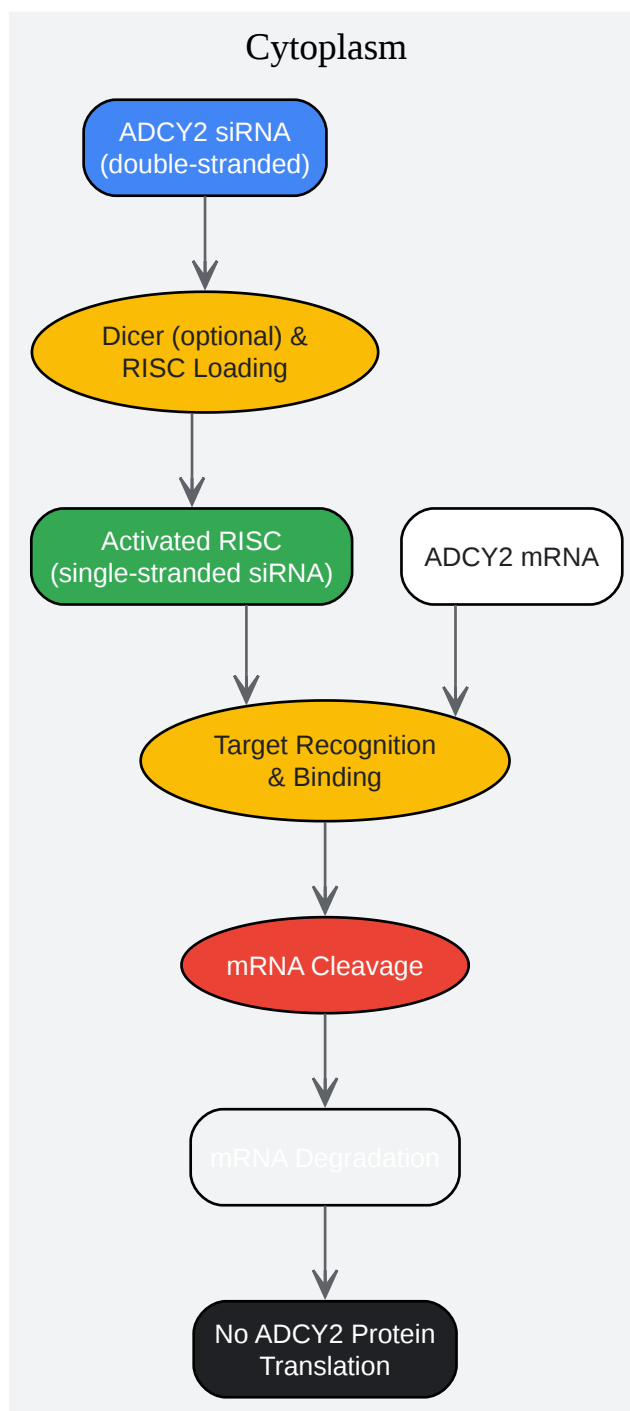 Cytoplasm
ADCY2 siRNA
(double-stranded)
Dicer (optional) &
RISC Loading
Activated RISC
(single-stranded siRNA)
ADCY2 mRNA
Target Recognition
& Binding
mRNA Cleavage
mRNA Degradation
No ADCY2 Protein
Translation